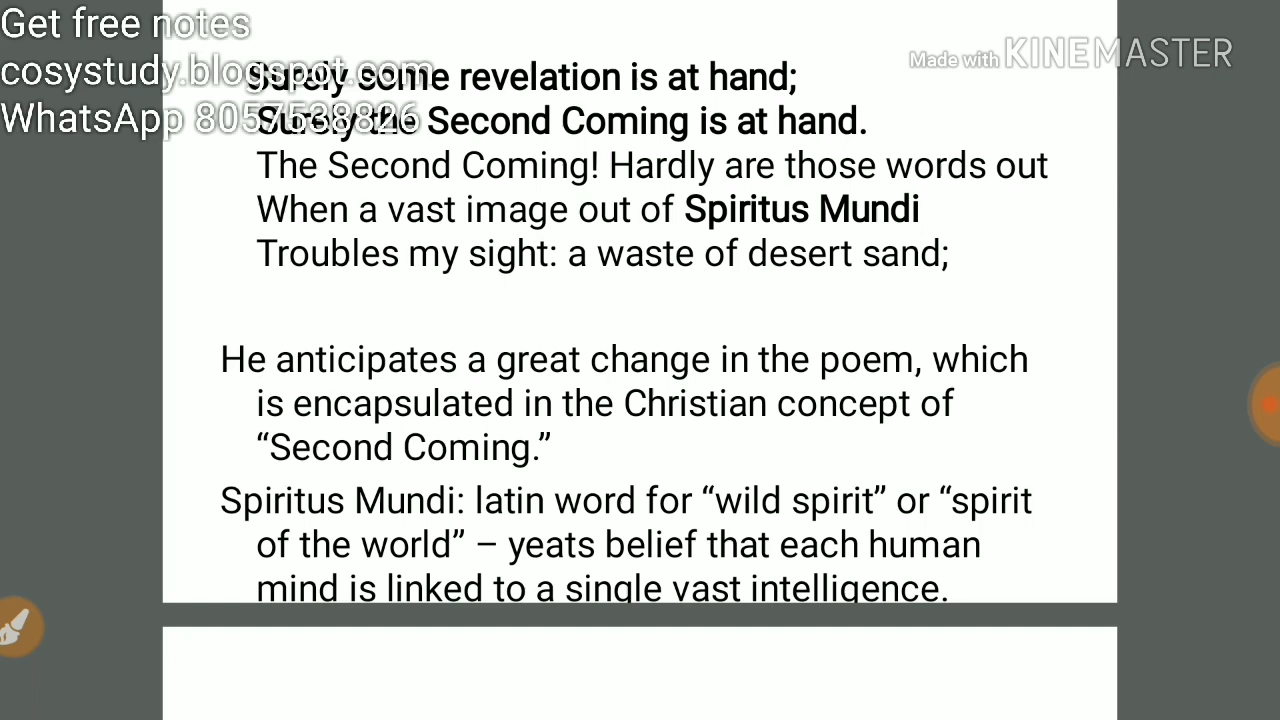 Get free notes
cosystudy.blogspot.com
WhatsApp 8057538826
Made with KINEMASTER
Surely some revelation is at hand;
Surely the Second Coming is at hand.
The Second Coming! Hardly are those words out
When a vast image out of Spiritus Mundi
Troubles my sight: a waste of desert sand;
He anticipates a great change in the poem, which
is encapsulated in the Christian concept of
“Second Coming.”
Spiritus Mundi: latin word for “wild spirit” or “spirit
of the world” – yeats belief that each human
mind is linked to a single vast intelligence.